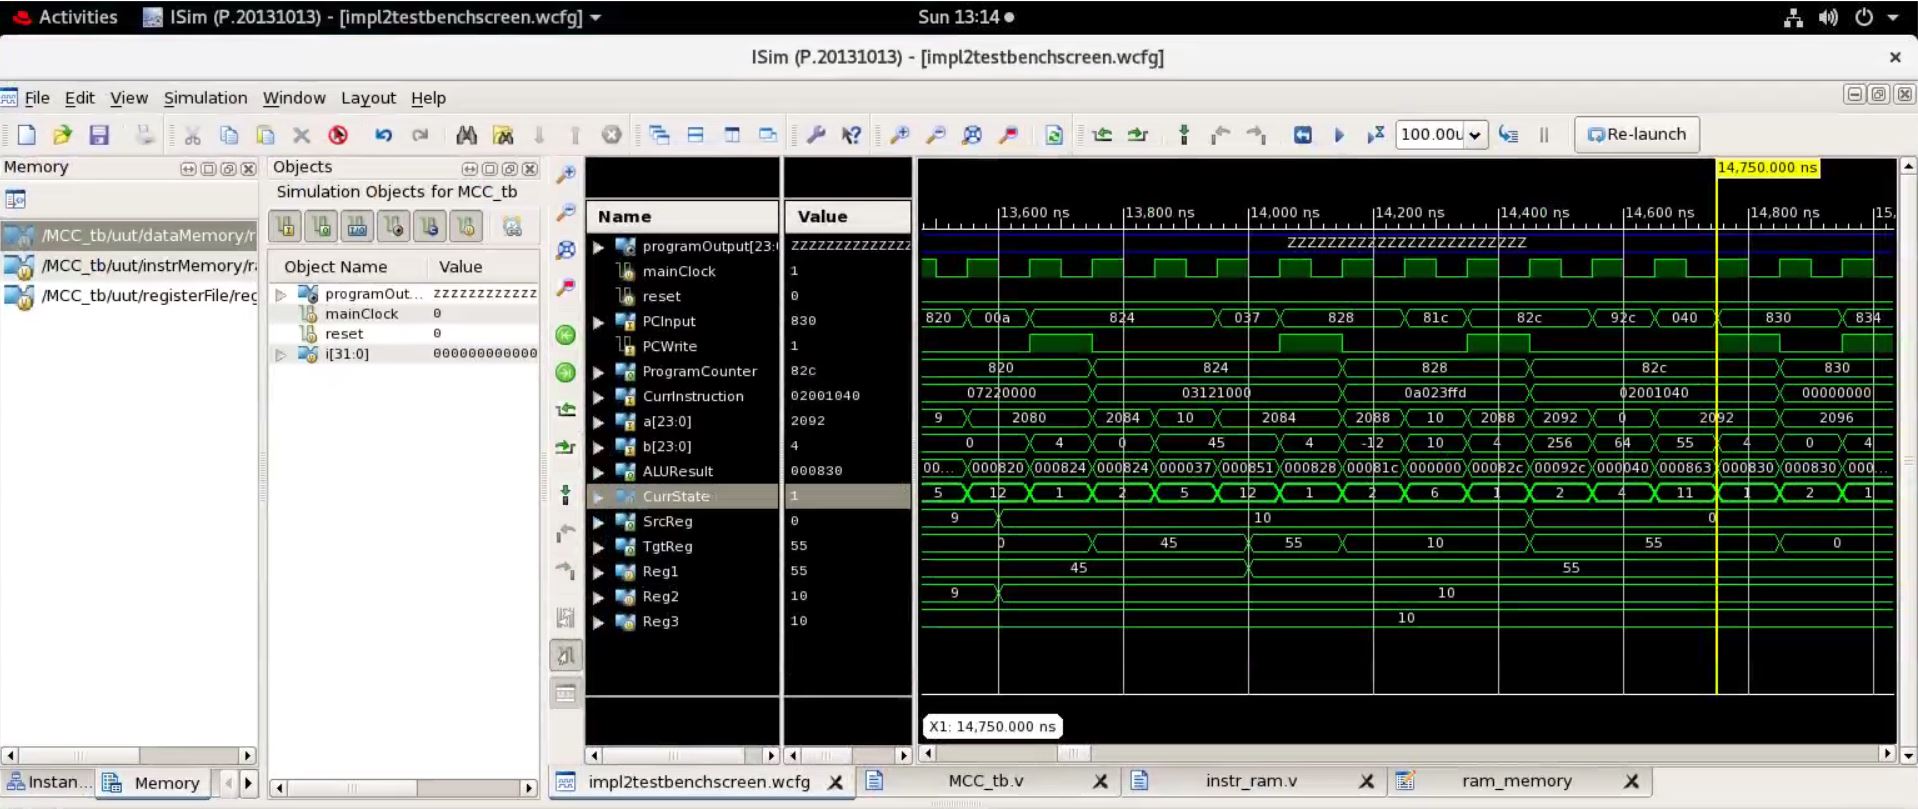 Activities ISim (P.20131013) - [impl2testbenchscreen.wcfg] Sun 13:14
ISim (P.20131013) - [impl2testbenchscreen.wcfg]
File Edit View Simulation Window Layout Help
100.00u Re-launch
Memory
/MCC_tb/uut/dataMemory/r
/MCC_tb/uut/instrMemory/ra
/MCC_tb/uut/registerFile/reg
Instan... Memory
Objects
Simulation Objects for MCC_tb
Object Name Value
programOut... ZZZZZZZZZZZZ
mainClock 0
reset 0
i[31:0] 000000000000
Name Value
programOutput[23:0 ZZZZZZZZZZZZZZ
mainClock 1
reset 0
PCInput 830
PCWrite 1
ProgramCounter 82c
CurrInstruction 02001040
a[23:0] 2092
b[23:0] 4
ALUResult 000830
CurrState 1
SrcReg 0
TgtReg 55
Reg1 55
Reg2 10
Reg3 10
14,750.000 ns
13,600 ns 13,800 ns 14,000 ns 14,200 ns 14,400 ns 14,600 ns 14,800 ns 15,
ZZZZZZZZZZZZZZZZZZZZZZZZ
820 00a 824 037 828 81c 82c 92c 040 830 834
820 824 828 82c 830
07220000 03121000 0a023ffd 02001040 00000000
9 2080 2084 10 2084 2088 10 2088 2092 0 2092 2096
0 4 0 45 4 -12 10 4 256 64 55 4 0 4
00... 000820 000824 000824 000037 000851 000828 00081c 000000 00082c 00092c 000040 000863 000830 000830 000...
5 12 1 2 5 12 1 2 6 1 2 4 11 1 2 1
9 10 0
0 45 55 10 55 0
45 55
9 10
10
X1: 14,750.000 ns
impl2testbenchscreen.wcfg MCC_tb.v instr_ram.v ram_memory